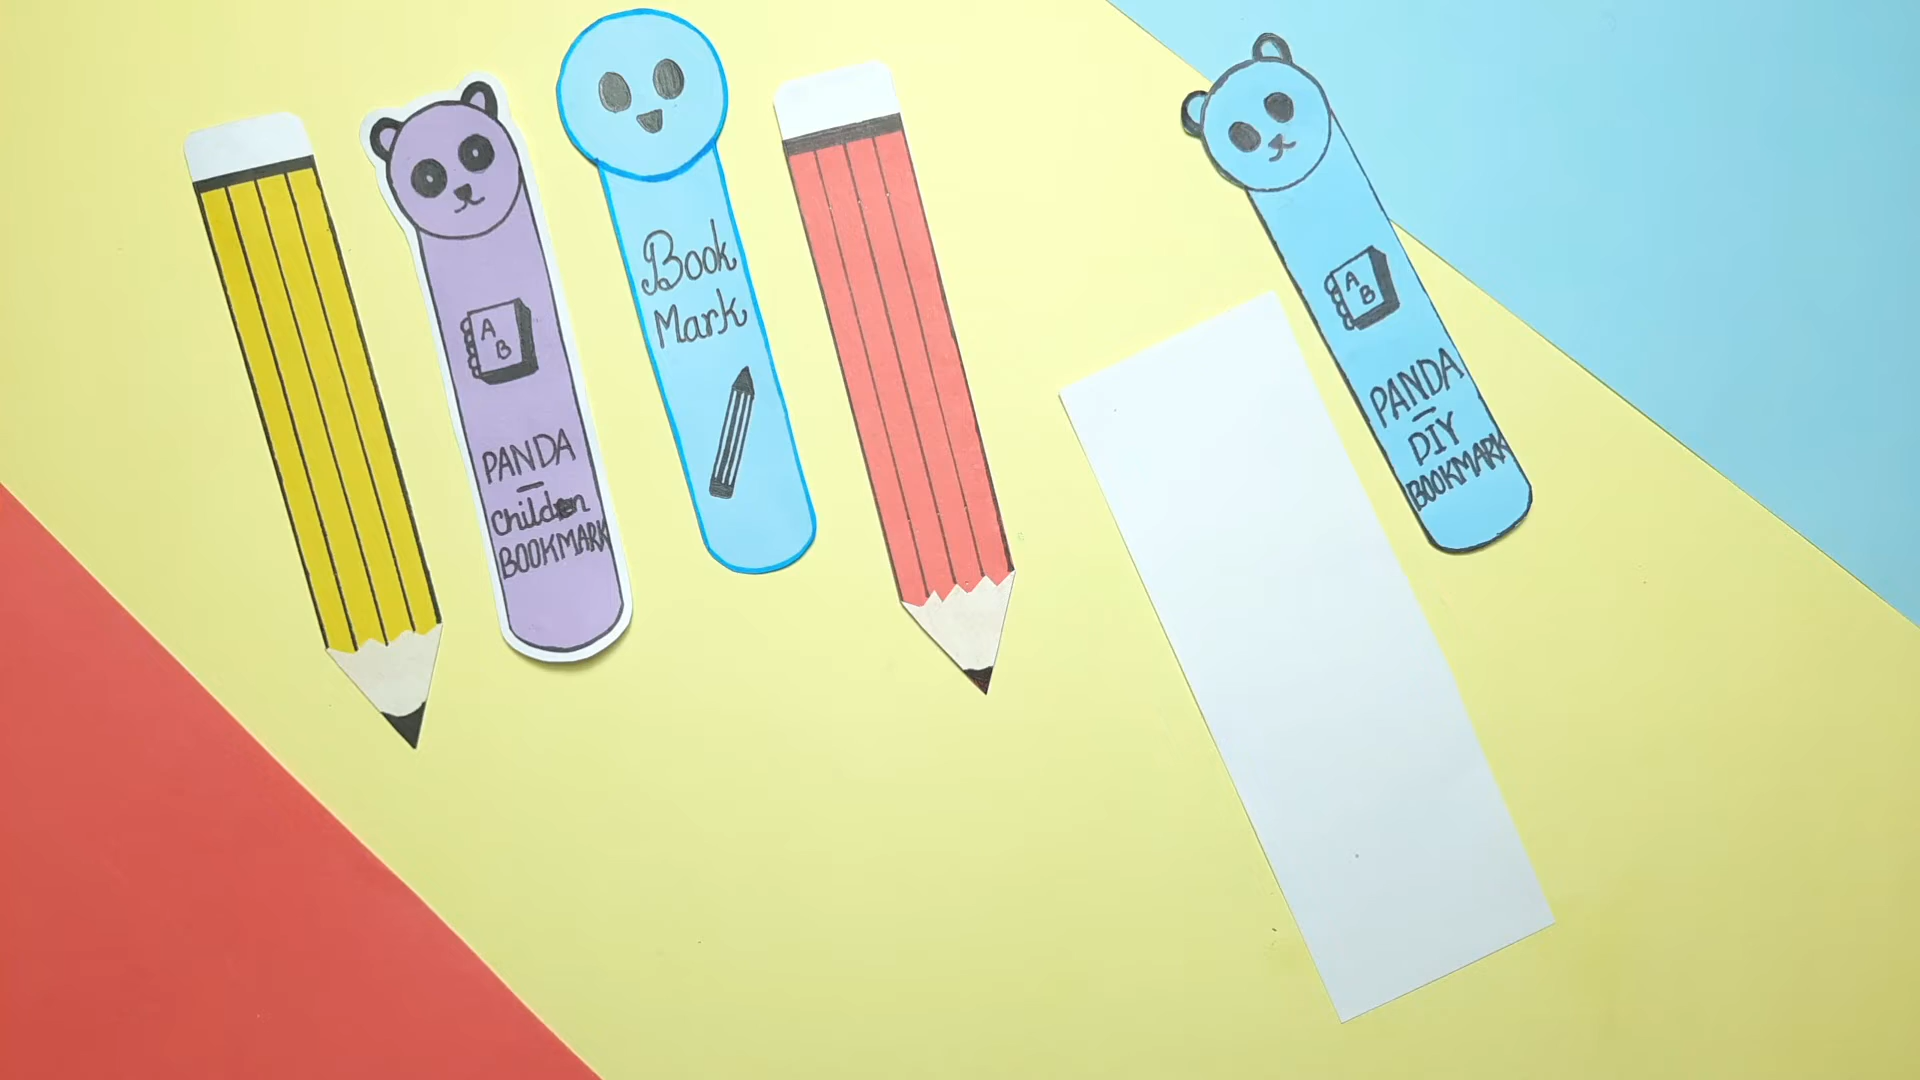 A
B
PANDA
—
Children
BOOKMARK
Book
Mark
A
B
PANDA
—
DIY
BOOKMARK